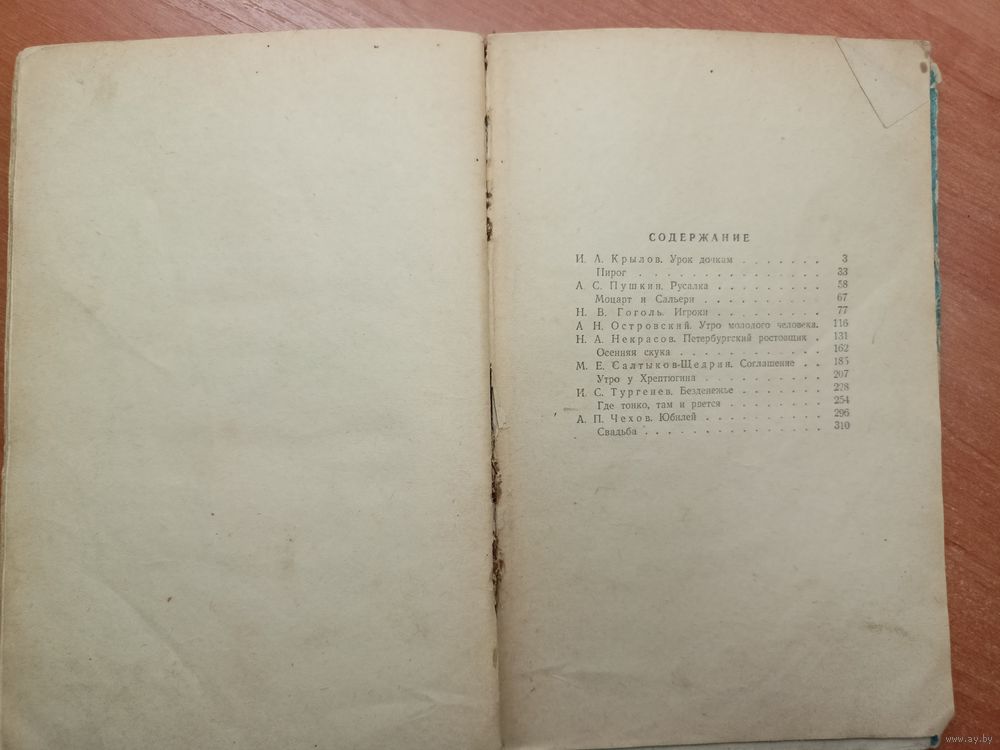 СОДЕРЖАНИЕ
И. А. Крылов. Урок дочкам . . . . . . . 3
Пирог . . . . . . . . . . . . 33
А. С. Пушкин. Русалка . . . . . . . . . 58
Моцарт и Сальери . . . . . . . . 67
Н. В. Гоголь. Игроки . . . . . . . . . 77
А Н. Островский. Утро молодого человека. 116
Н. А. Некрасов. Петербургский ростовщик . 131
Осенняя скука . . . . . . . . . . 162
М. Е. Салтыков-Щедрин. Соглашение . . 185
Утро у Хрептюгина . . . . . . . . 207
И. С. Тургенев. Безденежье . . . . . . . 228
Где тонко, там и рвется . . . . . . . 254
А. П. Чехов. Юбилей . . . . . . . . . 296
Свадьба . . . . . . . . . . . . 310
www.ay.by